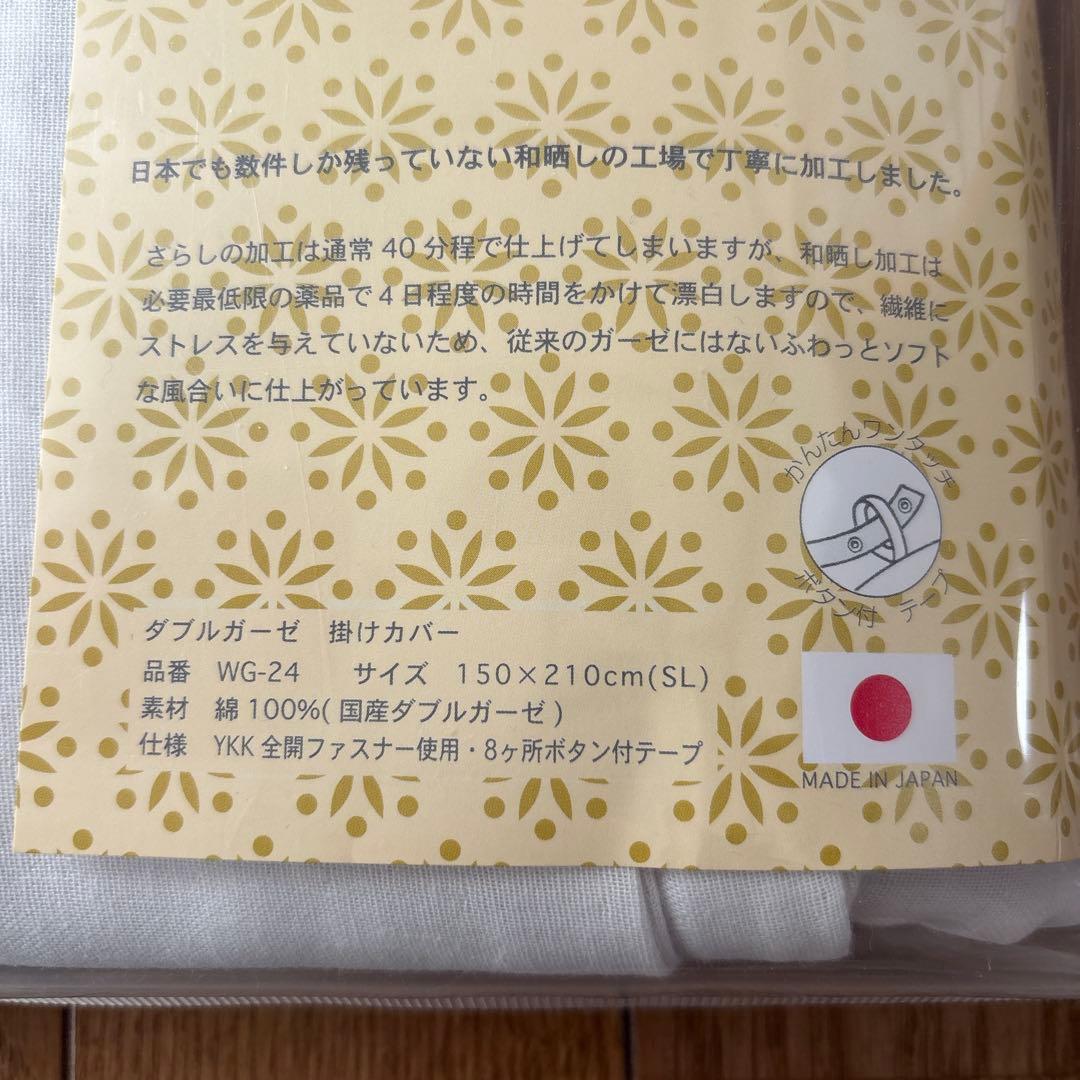 日本でも数件しか残っていない和晒しの工場で丁寧に加工しました。
さらしの加工は通常 40 分程で仕上げてしまいますが、和晒し加工は
必要最低限の薬品で 4 日程度の時間をかけて漂白しますので、繊維に
ストレスを与えていないため、従来のガーゼにはないふわっとソフト
な風合いに仕上がっています。
かんたんワンタッチ
ボタン付 テープ
ダブルガーゼ 掛けカバー
品番 WG-24 サイズ 150×210cm(SL)
素材 綿 100%( 国産ダブルガーゼ )
仕様 YKK 全開ファスナー使用・8ヶ所ボタン付テープ
MADE IN JAPAN